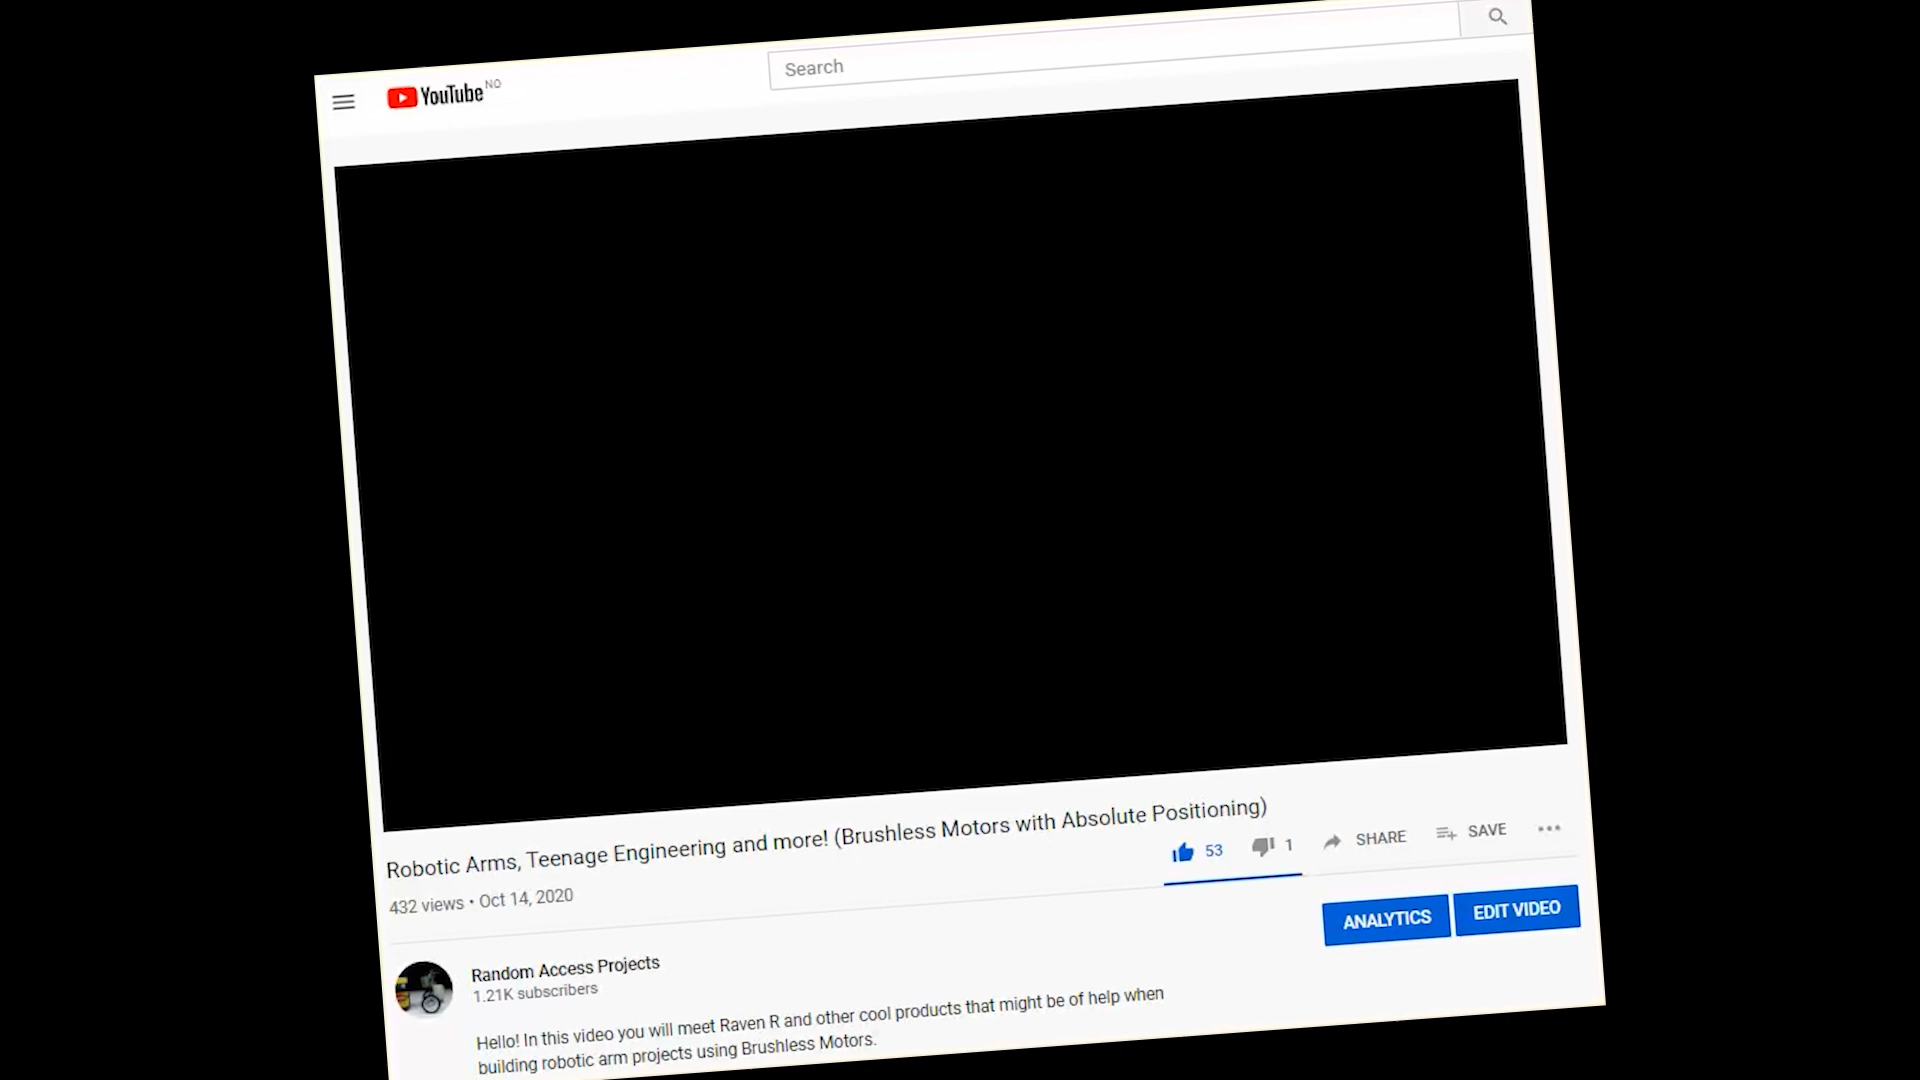 YouTube NO
Search
Robotic Arms, Teenage Engineering and more! (Brushless Motors with Absolute Positioning)
432 views • Oct 14, 2020
53 1 SHARE SAVE
ANALYTICS EDIT VIDEO
Random Access Projects
1.21K subscribers
Hello! In this video you will meet Raven R and other cool products that might be of help when
building robotic arm projects using Brushless Motors.